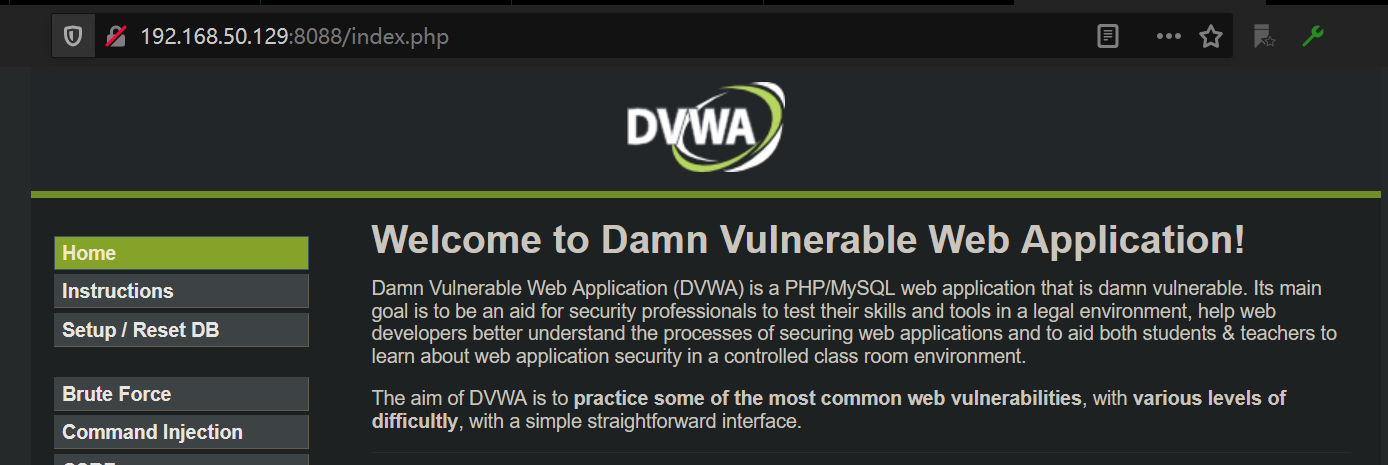 192.168.50.129:8088/index.php
DVWA
Home
Instructions
Setup / Reset DB
Brute Force
Command Injection
Welcome to Damn Vulnerable Web Application!
Damn Vulnerable Web Application (DVWA) is a PHP/MySQL web application that is damn vulnerable. Its main
goal is to be an aid for security professionals to test their skills and tools in a legal environment, help web
developers better understand the processes of securing web applications and to aid both students & teachers to
learn about web application security in a controlled class room environment.
The aim of DVWA is to practice some of the most common web vulnerabilities, with various levels of
difficultly, with a simple straightforward interface.